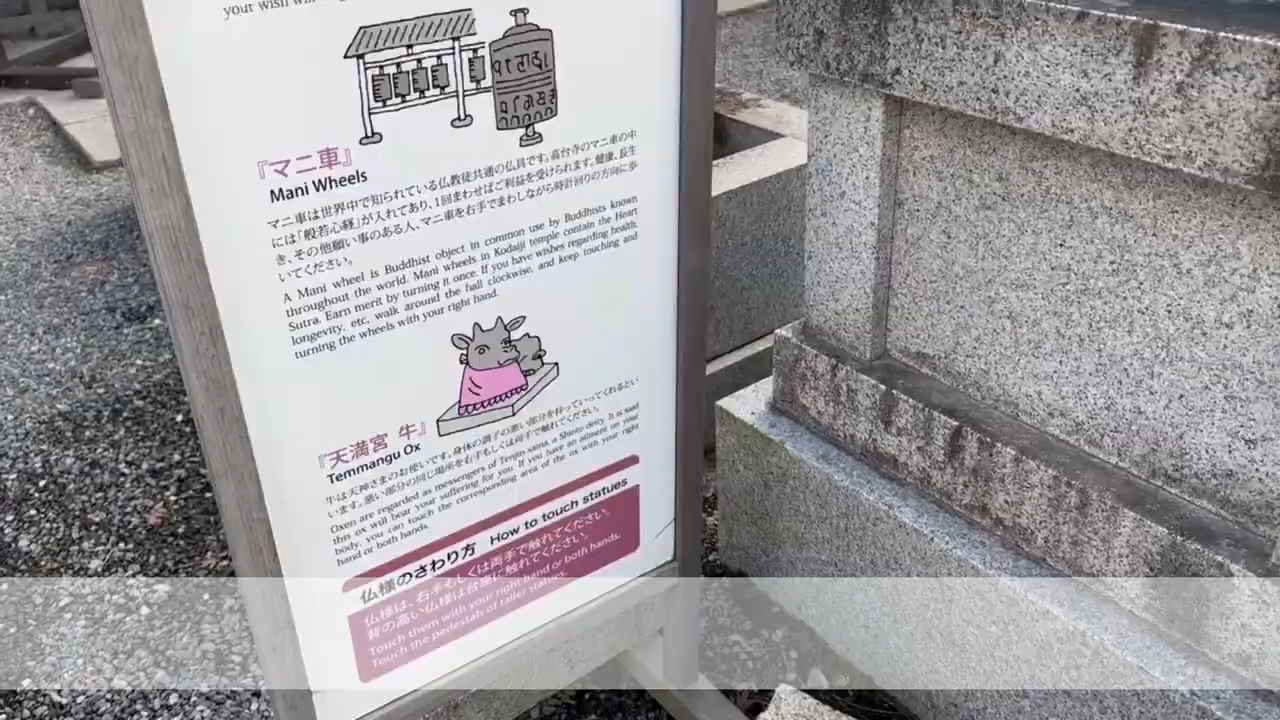 your wish will
『マニ車』
Mani Wheels
マニ車は世界中で知られている仏教徒共通の仏具です。高台寺のマニ車の中
には「般若心経」が入れてあり、1回まわせばご利益を受けられます。健康、長生
き、その他願い事のある人、マニ車を右手でまわしながら時計回りの方向に歩
いてください。
A Mani wheel is Buddhist object in common use by Buddhists known
throughout the world. Mani wheels in Kodaiji temple contain the Heart
Sutra. Earn merit by turning it once. If you have wishes regarding health,
longevity, etc, walk around the hall clockwise, and keep touching and
turning the wheels with your right hand.
『天満宮 牛』
Temmangu Ox
牛は天神さまのお使いです。身体の調子の悪い部分を持っていってくれるとい
います。悪い部分の同じ場所を右手もしくは両手で触れてください。
Oxen are regarded as messengers of Tenjin-sama, a Shinto deity. It is said
this ox will bear your suffering for you. If you have an ailment on your
body, you can touch the corresponding area of the ox with your right
hand or both hands.
仏様のさわり方 How to touch statues
仏様は、右手もしくは両手で触れてください。
背の高い仏様は台座に触れてください。
Touch them with your right hand or both hands.
Touch the pedestals of taller statues.